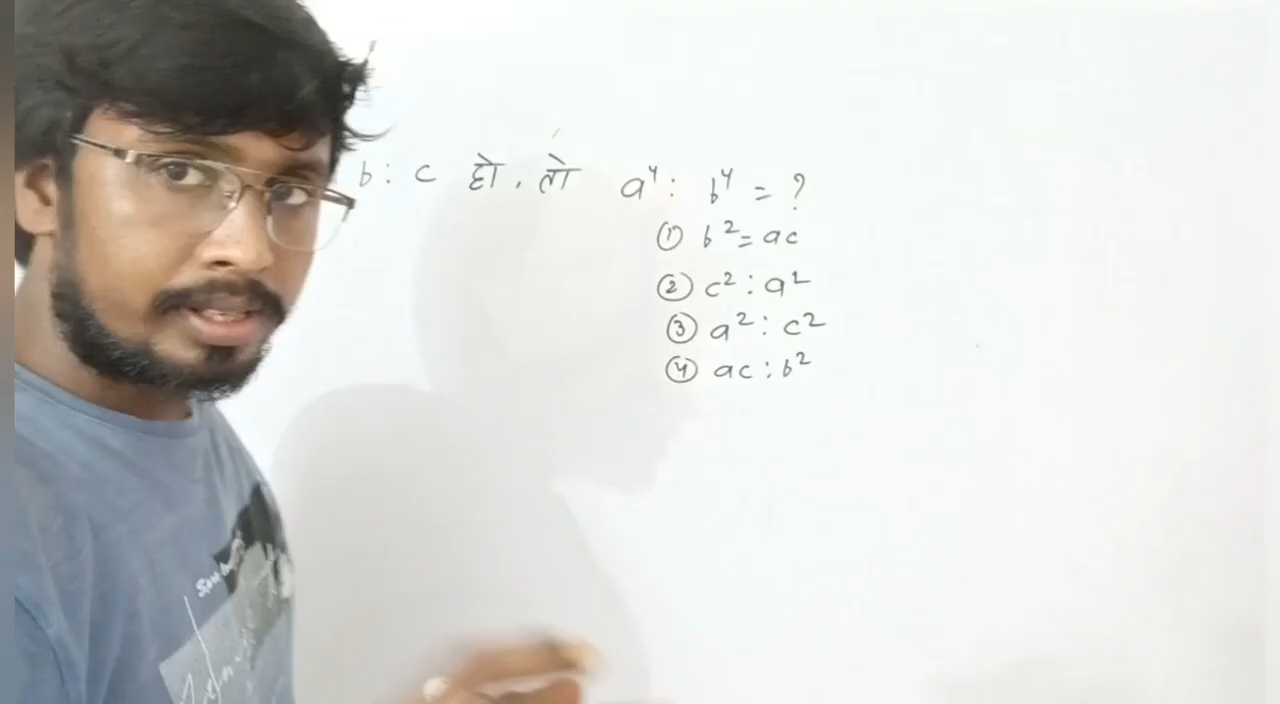 b : c हो, तो a⁴ : b⁴ = ?
① b² = ac
② c² : a²
③ a² : c²
④ ac : b²